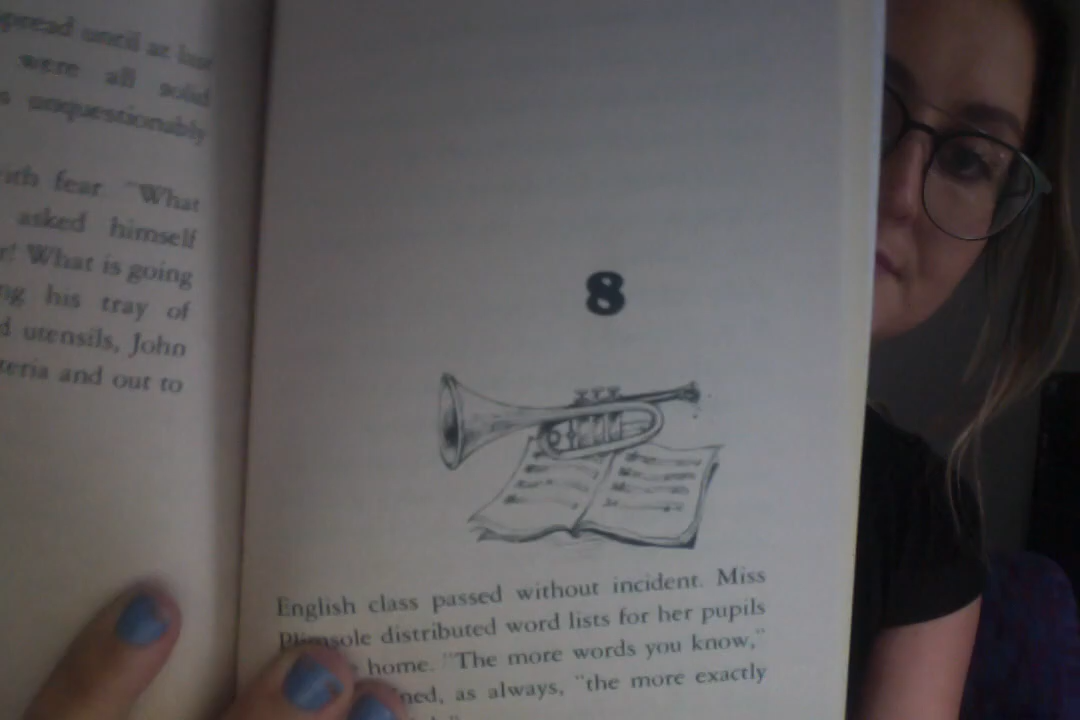 spread until at last
were all solid
unquestionably
with fear. "What
asked himself
What is going
his tray of
utensils, John
and out to
8
English class passed without incident. Miss
Plimsole distributed word lists for her pupils
home. "The more words you know,"
as always, "the more exactly